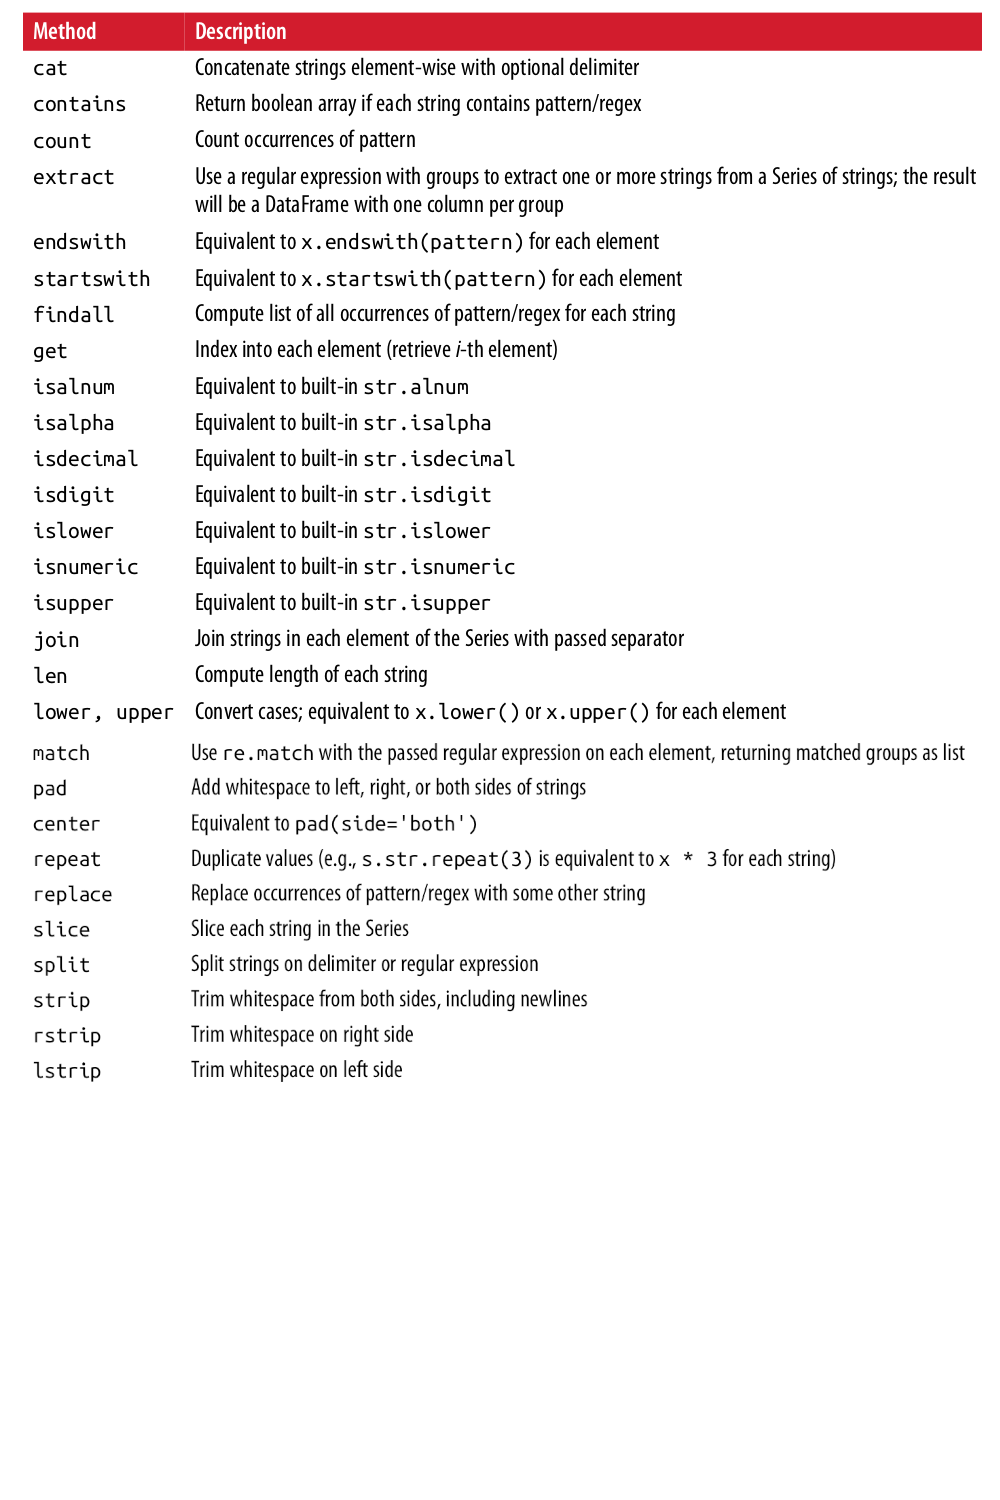 Method Description
cat Concatenate strings element-wise with optional delimiter
contains Return boolean array if each string contains pattern/regex
count Count occurrences of pattern
extract Use a regular expression with groups to extract one or more strings from a Series of strings; the result
will be a DataFrame with one column per group
endswith Equivalent to x.endswith(pattern) for each element
startswith Equivalent to x.startswith(pattern) for each element
findall Compute list of all occurrences of pattern/regex for each string
get Index into each element (retrieve i-th element)
isalnum Equivalent to built-in str.alnum
isalpha Equivalent to built-in str.isalpha
isdecimal Equivalent to built-in str.isdecimal
isdigit Equivalent to built-in str.isdigit
islower Equivalent to built-in str.islower
isnumeric Equivalent to built-in str.isnumeric
isupper Equivalent to built-in str.isupper
join Join strings in each element of the Series with passed separator
len Compute length of each string
lower, upper Convert cases; equivalent to x.lower() or x.upper() for each element
match Use re.match with the passed regular expression on each element, returning matched groups as list
pad Add whitespace to left, right, or both sides of strings
center Equivalent to pad(side='both')
repeat Duplicate values (e.g., s.str.repeat(3) is equivalent to x * 3 for each string)
replace Replace occurrences of pattern/regex with some other string
slice Slice each string in the Series
split Split strings on delimiter or regular expression
strip Trim whitespace from both sides, including newlines
rstrip Trim whitespace on right side
lstrip Trim whitespace on left side